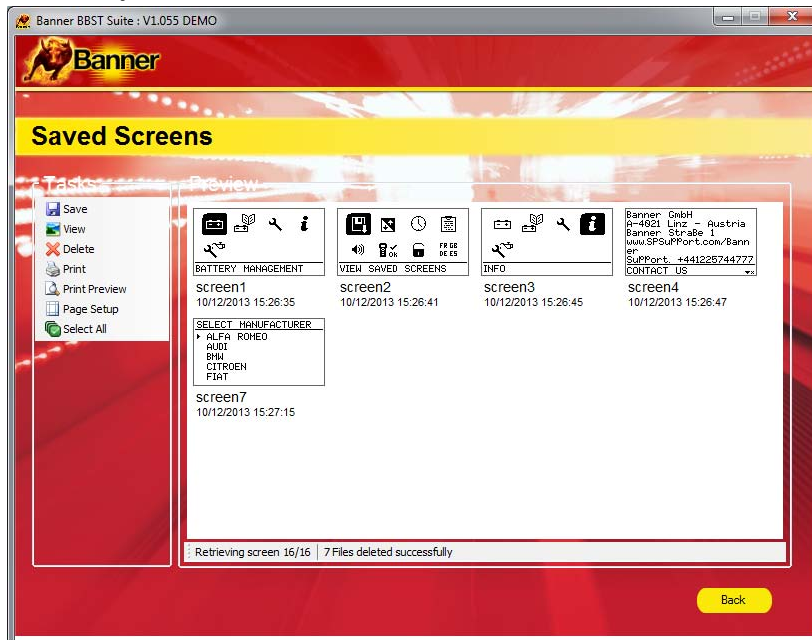 Banner BBST Suite : V1.055 DEMO
Banner
Saved Screens
Tasks
Save
View
Delete
Print
Print Preview
Page Setup
Select All
Preview
BATTERY MANAGEMENT
screen1
10/12/2013 15:26:35
OK
FR GB
DE ES
VIEW SAVED SCREENS
screen2
10/12/2013 15:26:41
INFO
screen3
10/12/2013 15:26:45
Banner GmbH
A-4021 Linz - Austria
Banner Straße 1
www.SPSupport.com/Bann
er
Support. +441225744777
CONTACT US
screen4
10/12/2013 15:26:47
SELECT MANUFACTURER
ALFA ROMEO
AUDI
BMW
CITROEN
FIAT
screen7
10/12/2013 15:27:15
Retrieving screen 16/16
7 Files deleted successfully
Back